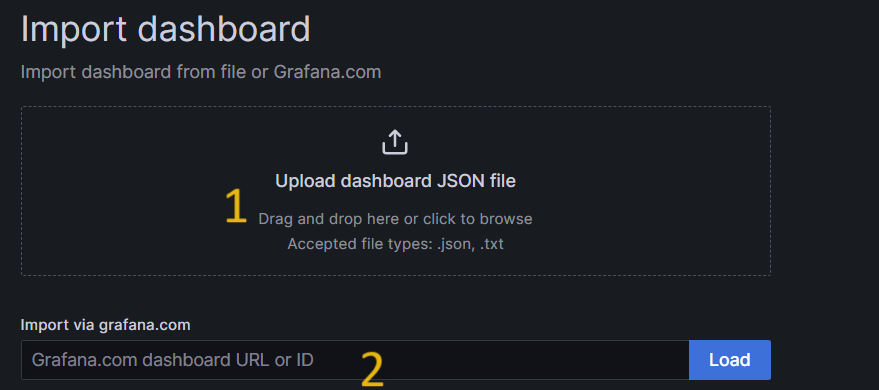 Import dashboard
Import dashboard from file or Grafana.com
Upload dashboard JSON file
1
Drag and drop here or click to browse
Accepted file types: .json, .txt
Import via grafana.com
Grafana.com dashboard URL or ID 2 Load